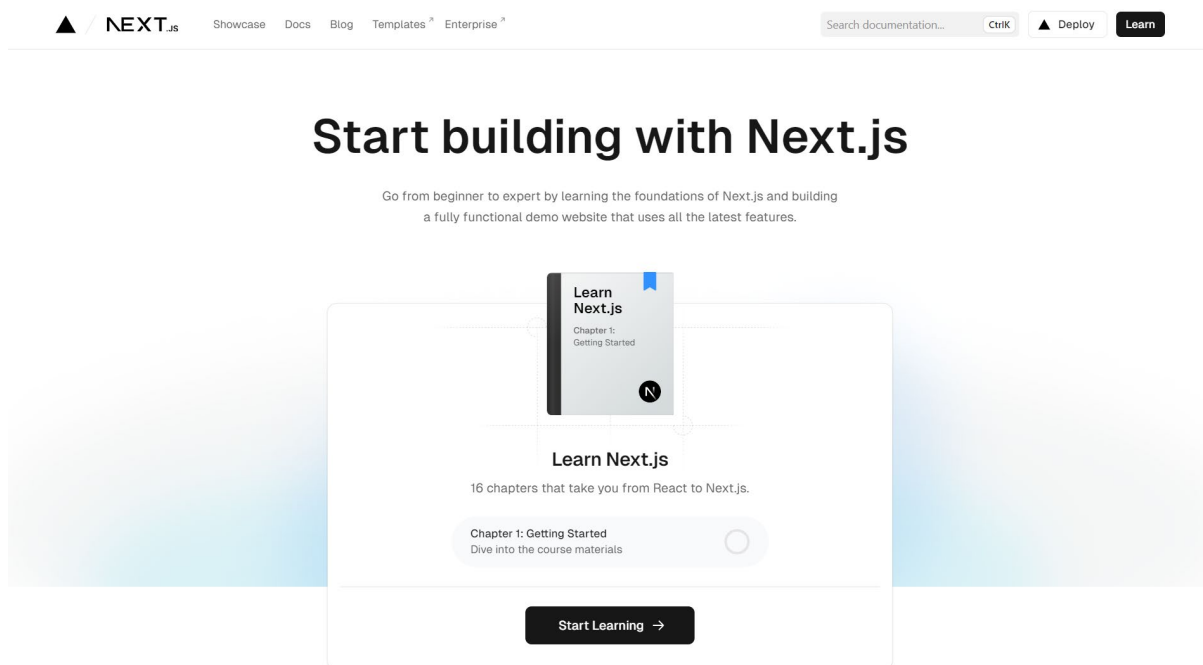 NEXT.JS
Showcase
Docs
Blog
Templates
Enterprise
Search documentation...
CtrlK
Deploy
Learn
Start building with Next.js
Go from beginner to expert by learning the foundations of Next.js and building
a fully functional demo website that uses all the latest features.
Learn
Next.js
Chapter 1:
Getting Started
N
Learn Next.js
16 chapters that take you from React to Next.js.
Chapter 1: Getting Started
Dive into the course materials
Start Learning →